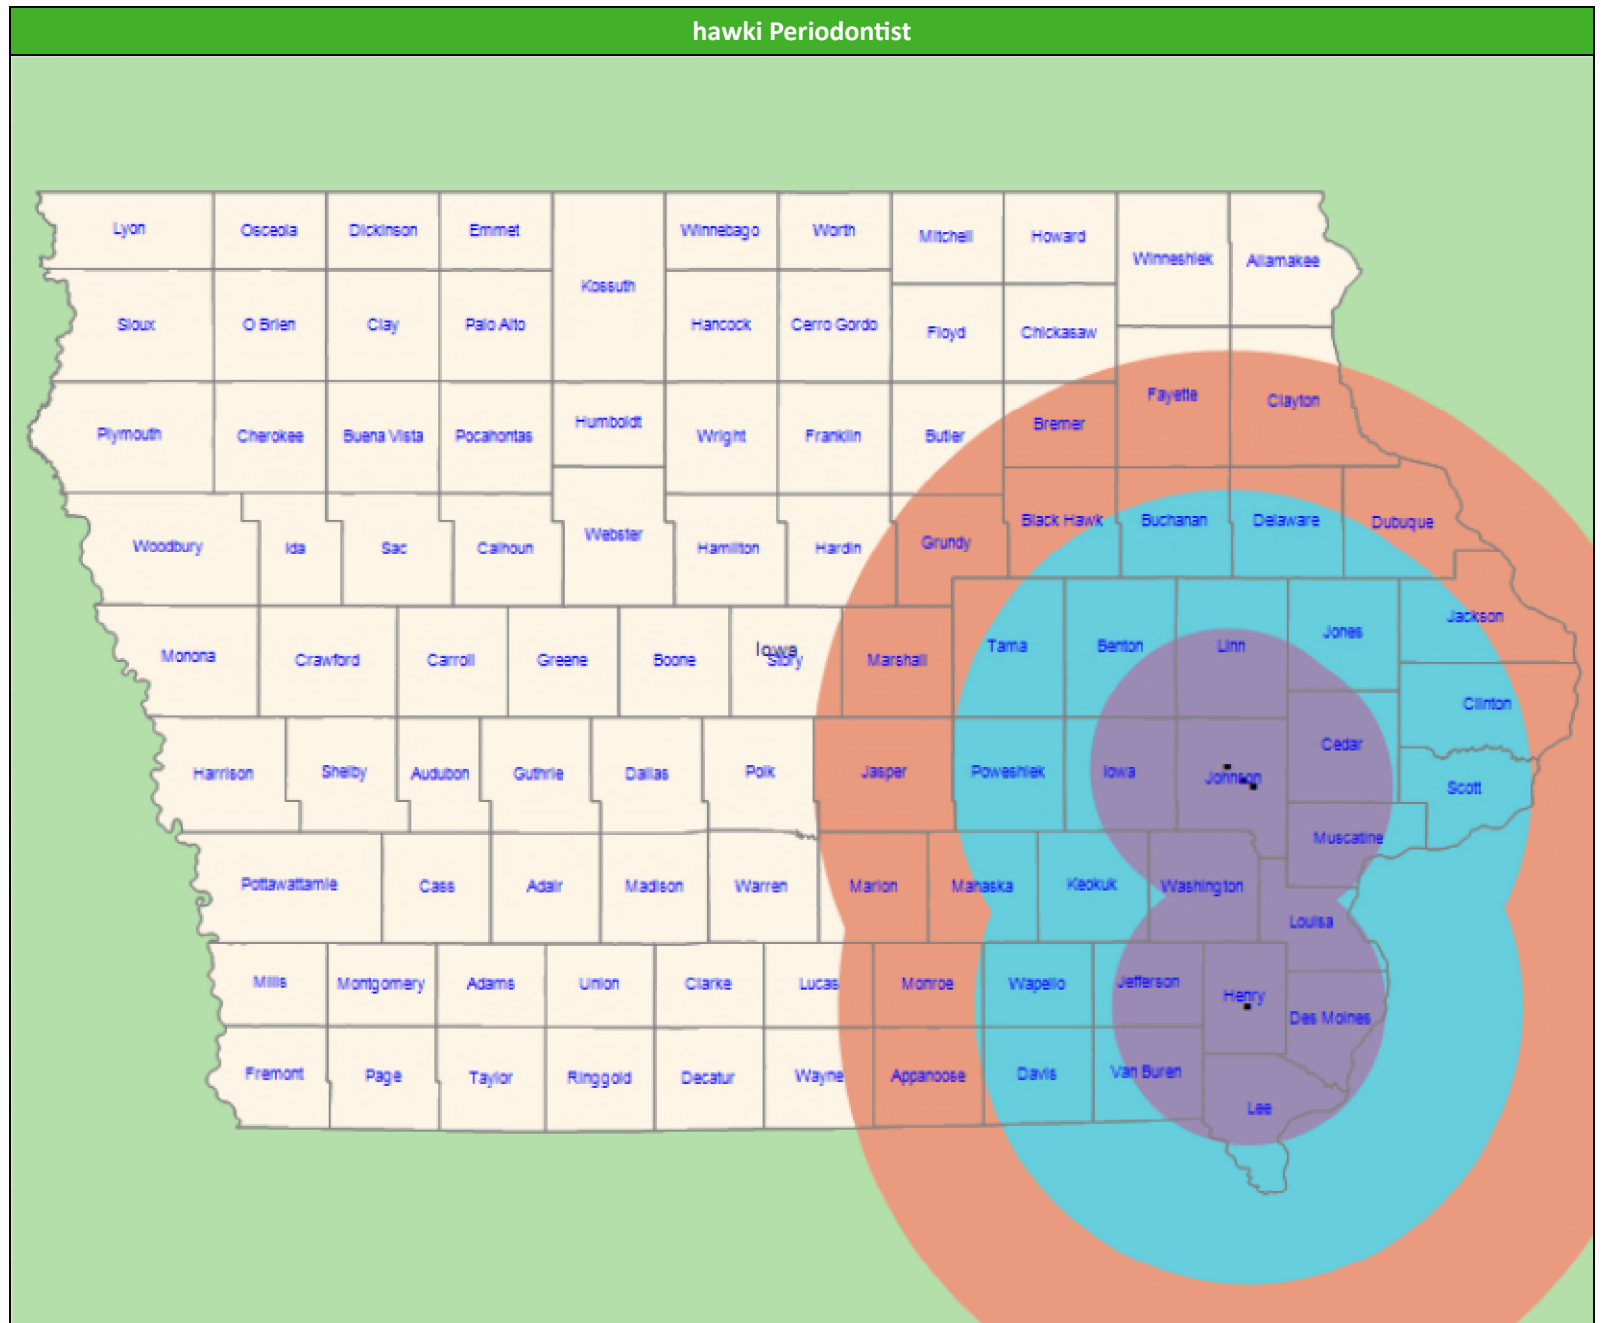 hawki Periodontist
Lyon Osceola Dickinson Emmet Winnebago Worth Mitchell Howard
Winneshiek Allamakee
Kossuth
Sioux O Brien Clay Palo Alto Hancock Cerro Gordo Floyd Chickasaw
Fayette Clayton
Plymouth Cherokee Buena Vista Pocahontas Humboldt Wright Franklin Butler Bremer
Woodbury Ida Sac Calhoun Webster Hamilton Hardin Grundy Black Hawk Buchanan Delaware Dubuque
Jackson
Monona Crawford Carroll Greene Boone Iowa Story Marshall Tama Benton Linn Jones
Clinton
Harrison Shelby Audubon Guthrie Dallas Polk Jasper Poweshiek Iowa Johnson Cedar Scott
Muscatine
Pottawattamie Cass Adair Madison Warren Marion Mahaska Keokuk Washington
Louisa
Mills Montgomery Adams Union Clarke Lucas Monroe Wapello Jefferson Henry
Des Moines
Fremont Page Taylor Ringgold Decatur Wayne Appanoose Davis Van Buren
Lee